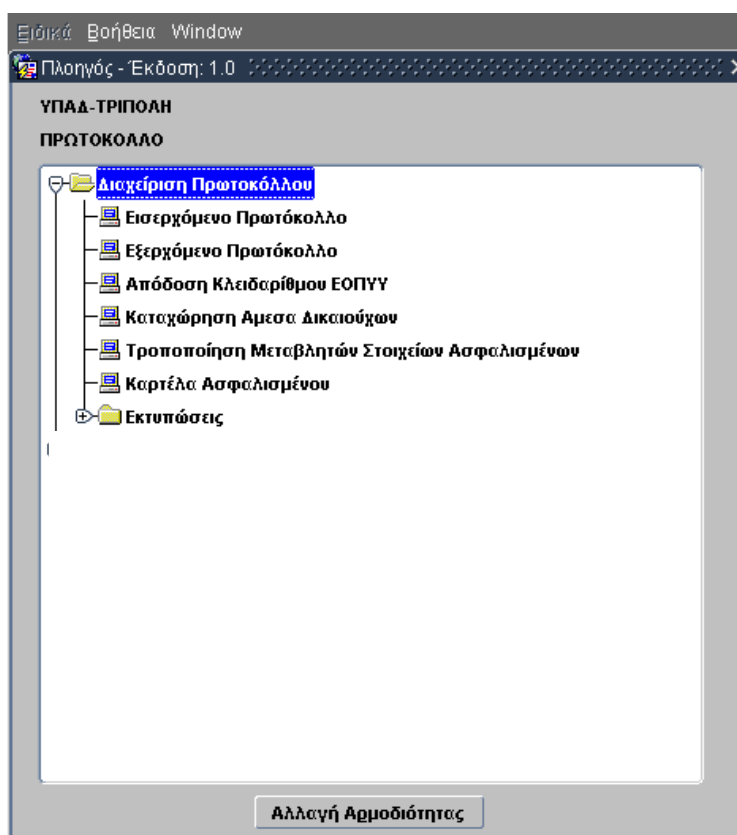 Ειδικά Βοήθεια Window
Πλοηγός - Έκδοση: 1.0
ΥΠΑΔ-ΤΡΙΠΟΛΗ
ΠΡΩΤΟΚΟΛΛΟ
Διαχείριση Πρωτοκόλλου
Εισερχόμενο Πρωτόκολλο
Εξερχόμενο Πρωτόκολλο
Απόδοση Κλειδαρίθμου ΕΟΠΥΥ
Καταχώρηση Αμεσα Δικαιούχων
Τροποποίηση Μεταβλητών Στοιχείων Ασφαλισμένων
Καρτέλα Ασφαλισμένου
Εκτυπώσεις
Αλλαγή Αρμοδιότητας